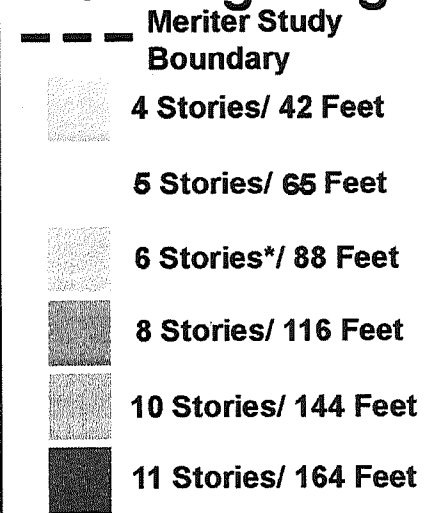 Meriter Study
Boundary
4 Stories/ 42 Feet
5 Stories/ 65 Feet
6 Stories*/ 88 Feet
8 Stories/ 116 Feet
10 Stories/ 144 Feet
11 Stories/ 164 Feet